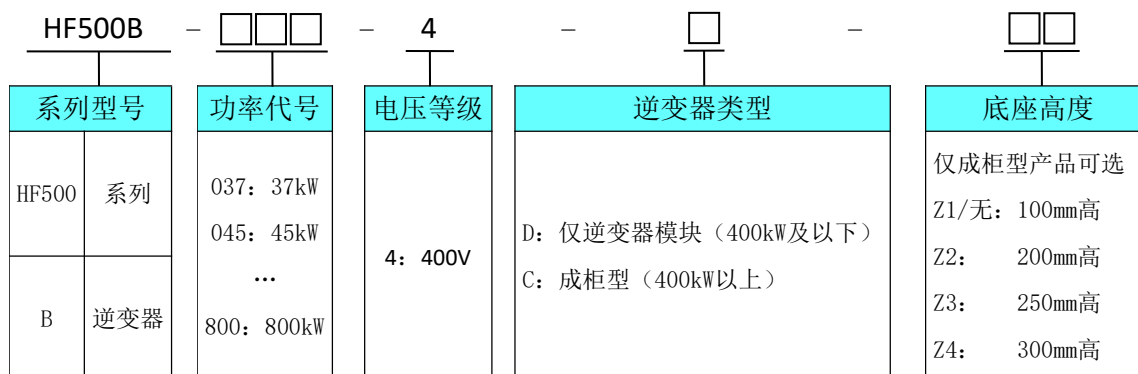 HF500B - □□□ - 4 - □ - □□
系列型号 功率代号 电压等级 逆变器类型 底座高度
HF500 系列
B 逆变器
037：37kW
045：45kW
…
800：800kW
4：400V
D：仅逆变器模块（400kW及以下）
C：成柜型（400kW以上）
仅成柜型产品可选
Z1/无：100mm高
Z2： 200mm高
Z3： 250mm高
Z4： 300mm高